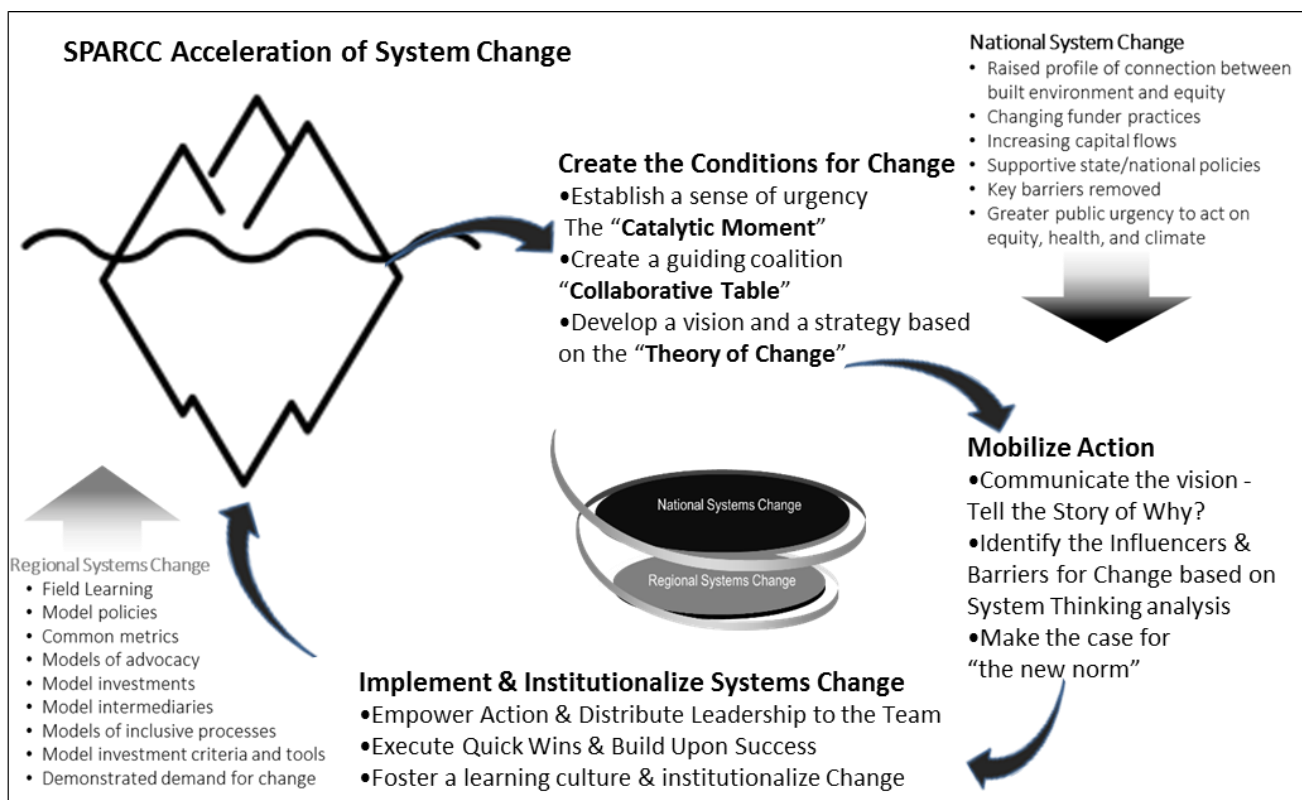 SPARCC Acceleration of System Change
National System Change
• Raised profile of connection between
built environment and equity
• Changing funder practices
• Increasing capital flows
• Supportive state/national policies
• Key barriers removed
• Greater public urgency to act on
equity, health, and climate
Create the Conditions for Change
•Establish a sense of urgency
The “Catalytic Moment”
•Create a guiding coalition
“Collaborative Table”
•Develop a vision and a strategy based
on the “Theory of Change”
Mobilize Action
•Communicate the vision -
Tell the Story of Why?
•Identify the Influencers &
Barriers for Change based on
System Thinking analysis
•Make the case for
“the new norm”
National Systems Change
Regional Systems Change
Implement & Institutionalize Systems Change
•Empower Action & Distribute Leadership to the Team
•Execute Quick Wins & Build Upon Success
•Foster a learning culture & institutionalize Change
Regional Systems Change
• Field Learning
• Model policies
• Common metrics
• Models of advocacy
• Model investments
• Model intermediaries
• Models of inclusive processes
• Model investment criteria and tools
• Demonstrated demand for change